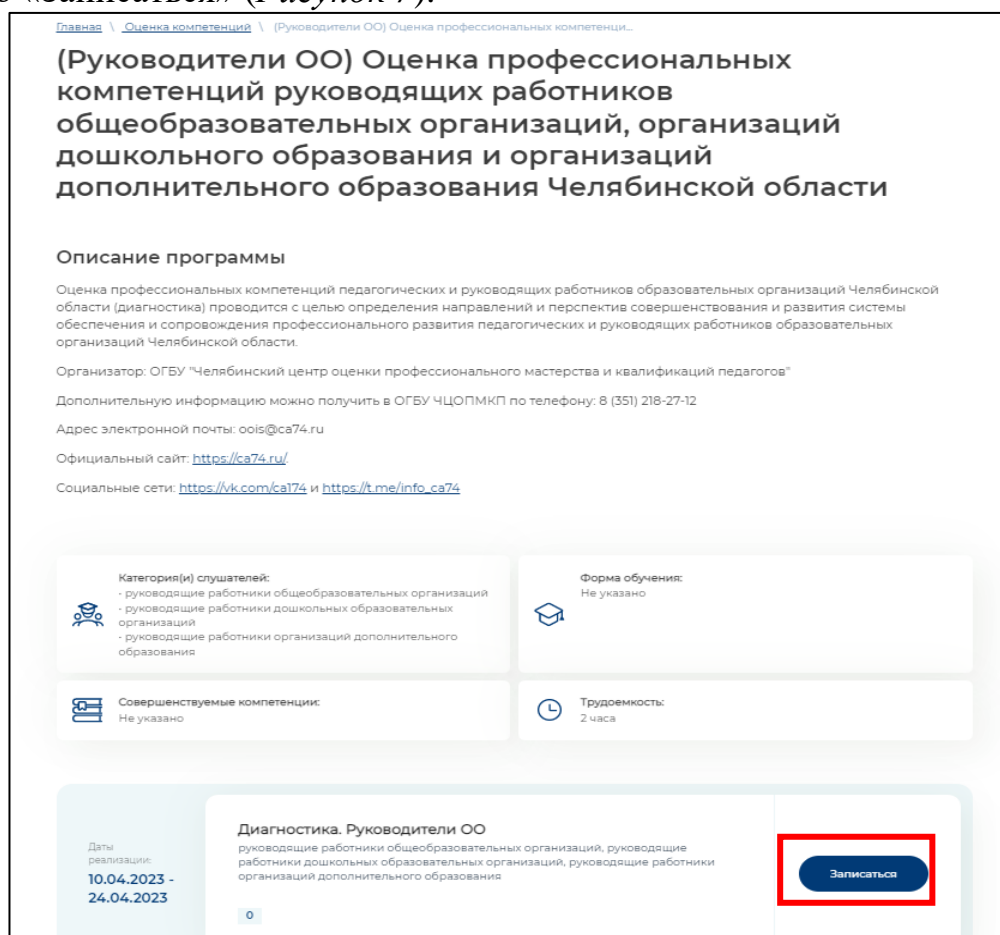 «Записаться» (Рисунок 7).
Главная \ Оценка компетенций \ (Руководители ОО) Оценка профессиональных компетенци...
(Руководители ОО) Оценка профессиональных
компетенций руководящих работников
общеобразовательных организаций, организаций
дошкольного образования и организаций
дополнительного образования Челябинской области
Описание программы
Оценка профессиональных компетенций педагогических и руководящих работников образовательных организаций Челябинской
области (диагностика) проводится с целью определения направлений и перспектив совершенствования и развития системы
обеспечения и сопровождения профессионального развития педагогических и руководящих работников образовательных
организаций Челябинской области.
Организатор: ОГБУ "Челябинский центр оценки профессионального мастерства и квалификаций педагогов"
Дополнительную информацию можно получить в ОГБУ ЧЦОПМКП по телефону: 8 (351) 218-27-12
Адрес электронной почты: oois@ca74.ru
Официальный сайт: https://ca74.ru/.
Социальные сети: https://vk.com/ca174 и https://t.me/info_ca74
Категория(и) слушателей:
- руководящие работники общеобразовательных организаций
- руководящие работники дошкольных образовательных
организаций
- руководящие работники организаций дополнительного
образования
Форма обучения:
Не указано
Совершенствуемые компетенции:
Не указано
Трудоемкость:
2 часа
Даты
реализации:
10.04.2023 -
24.04.2023
Диагностика. Руководители ОО
руководящие работники общеобразовательных организаций, руководящие
работники дошкольных образовательных организаций, руководящие работники
организаций дополнительного образования
0
Записаться